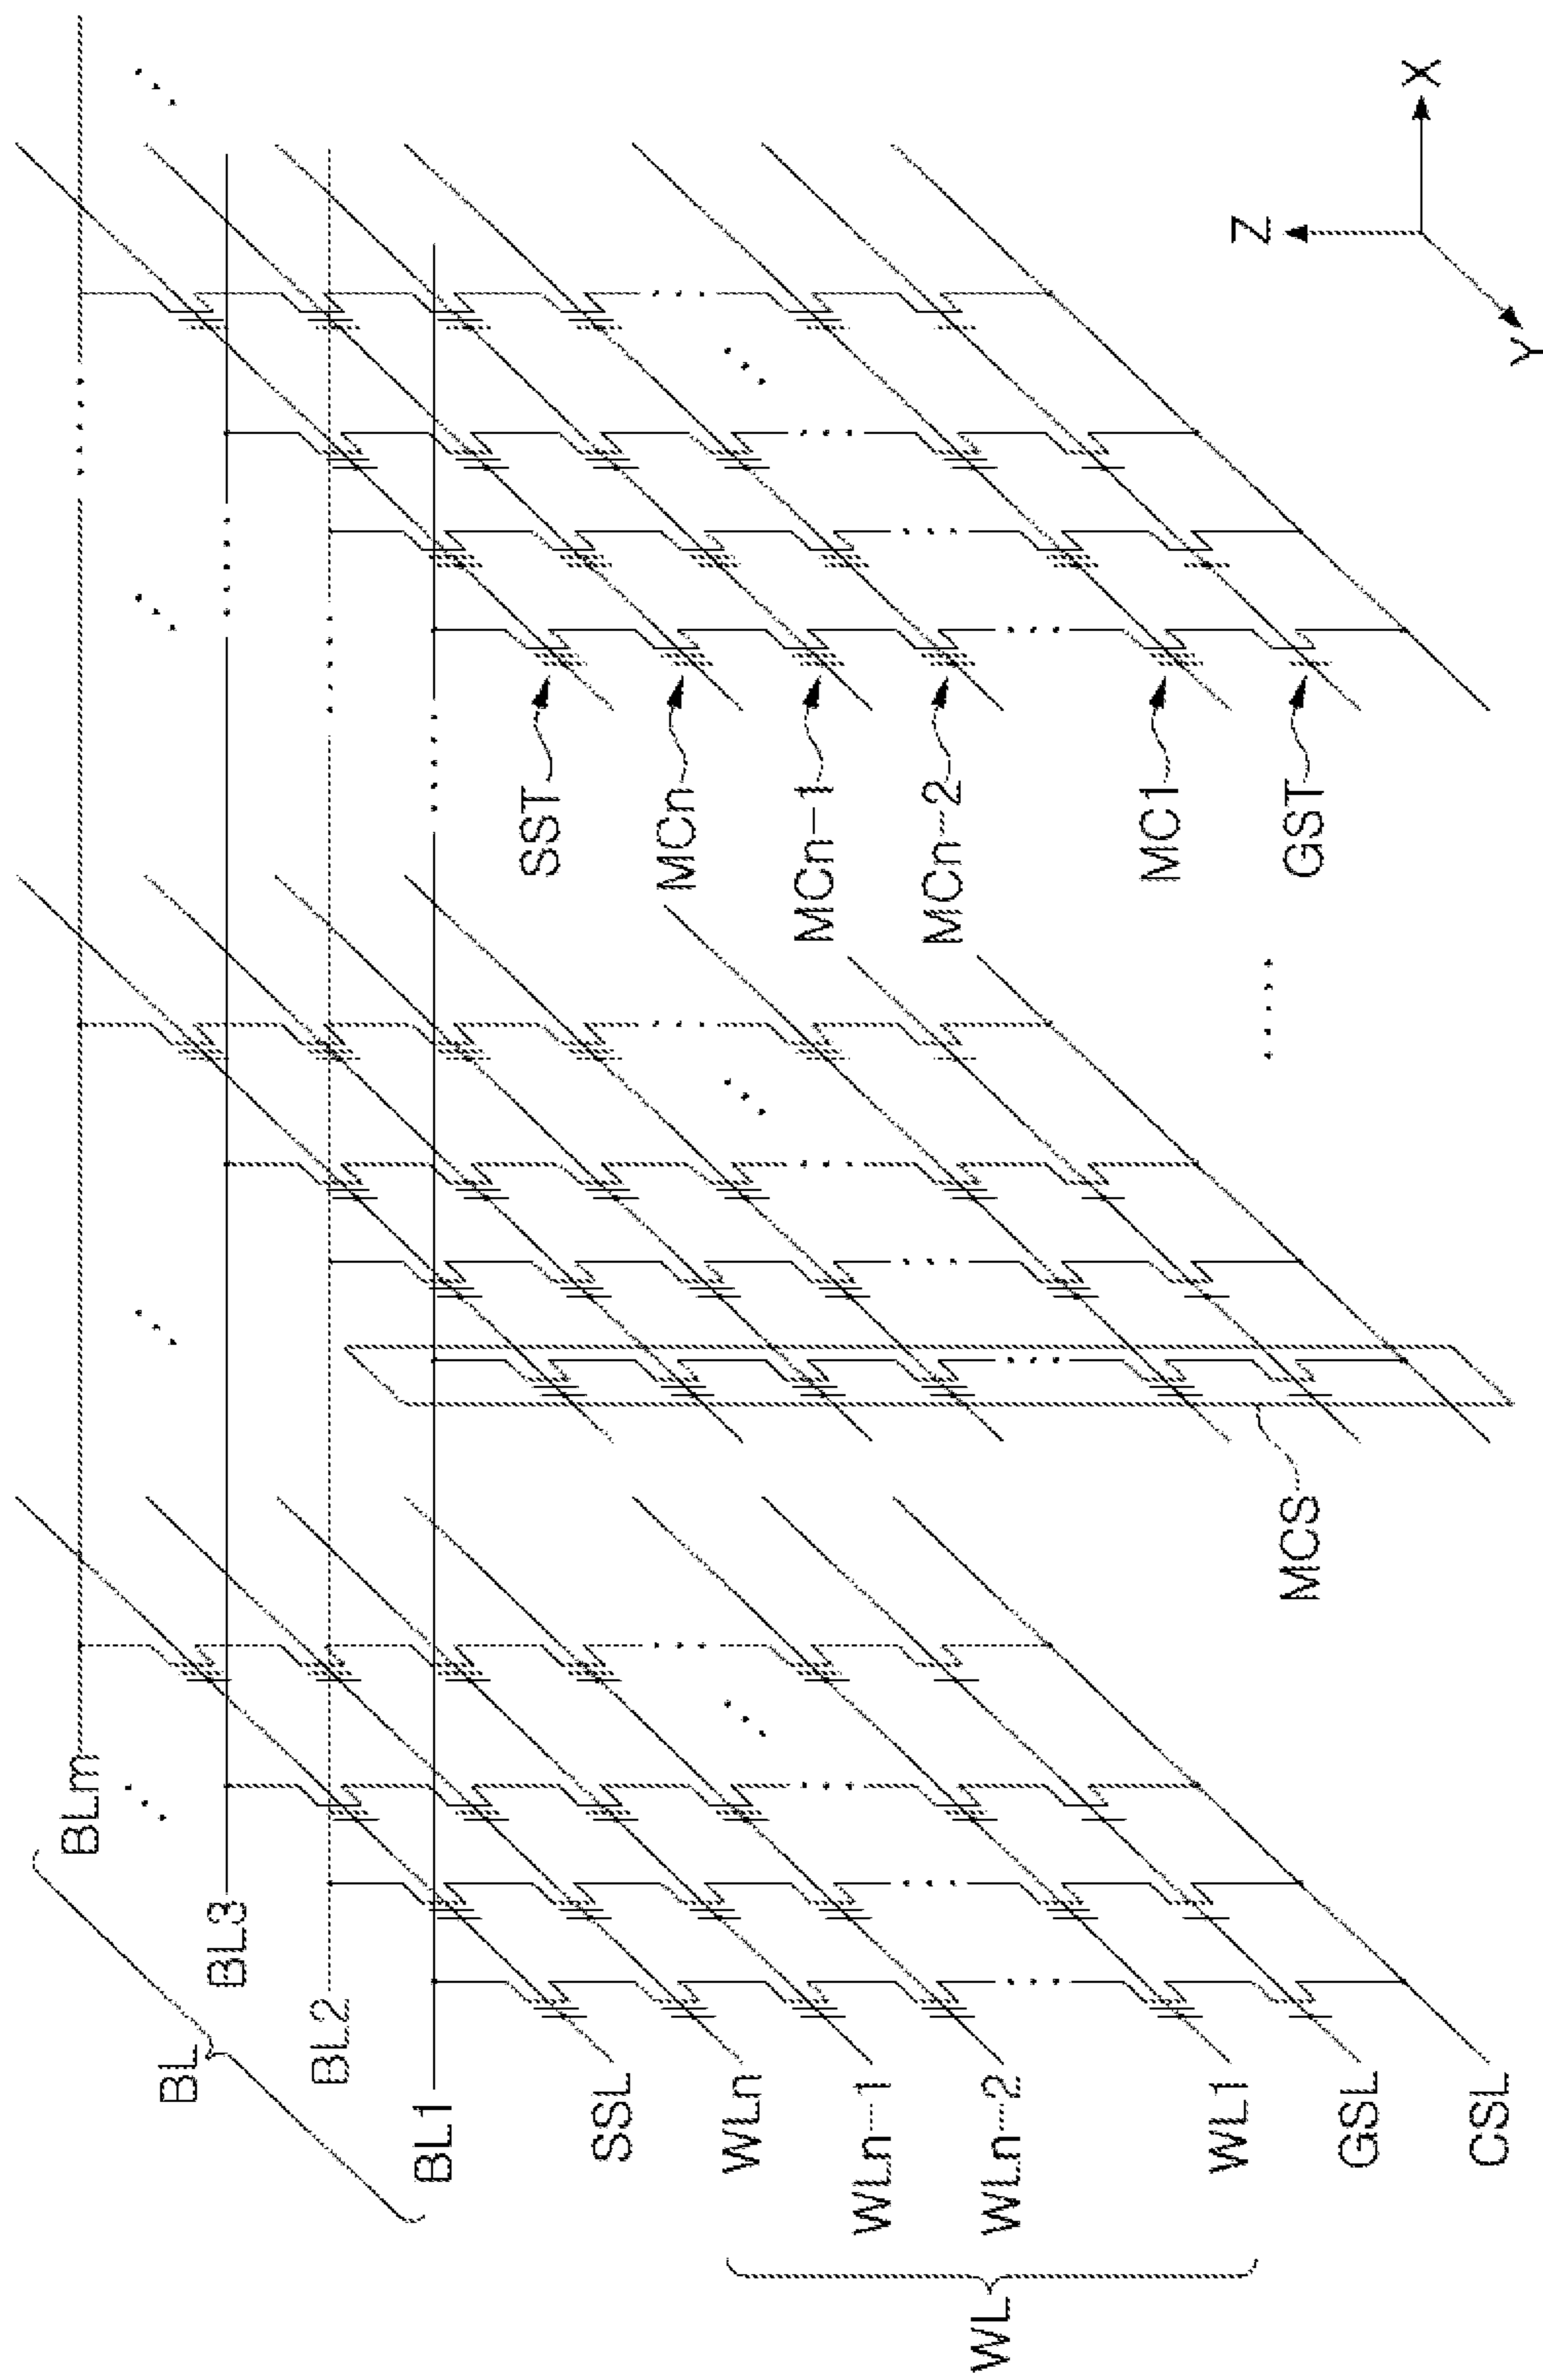 BLm
BL3
BL
BL2
BL1
SSL
WLn
WLn-1
WLn-2
WL
WL1
GSL
CSL
MCS
SST
MCn
MCn-1
MCn-2
MC1
GST
Z
X
Y